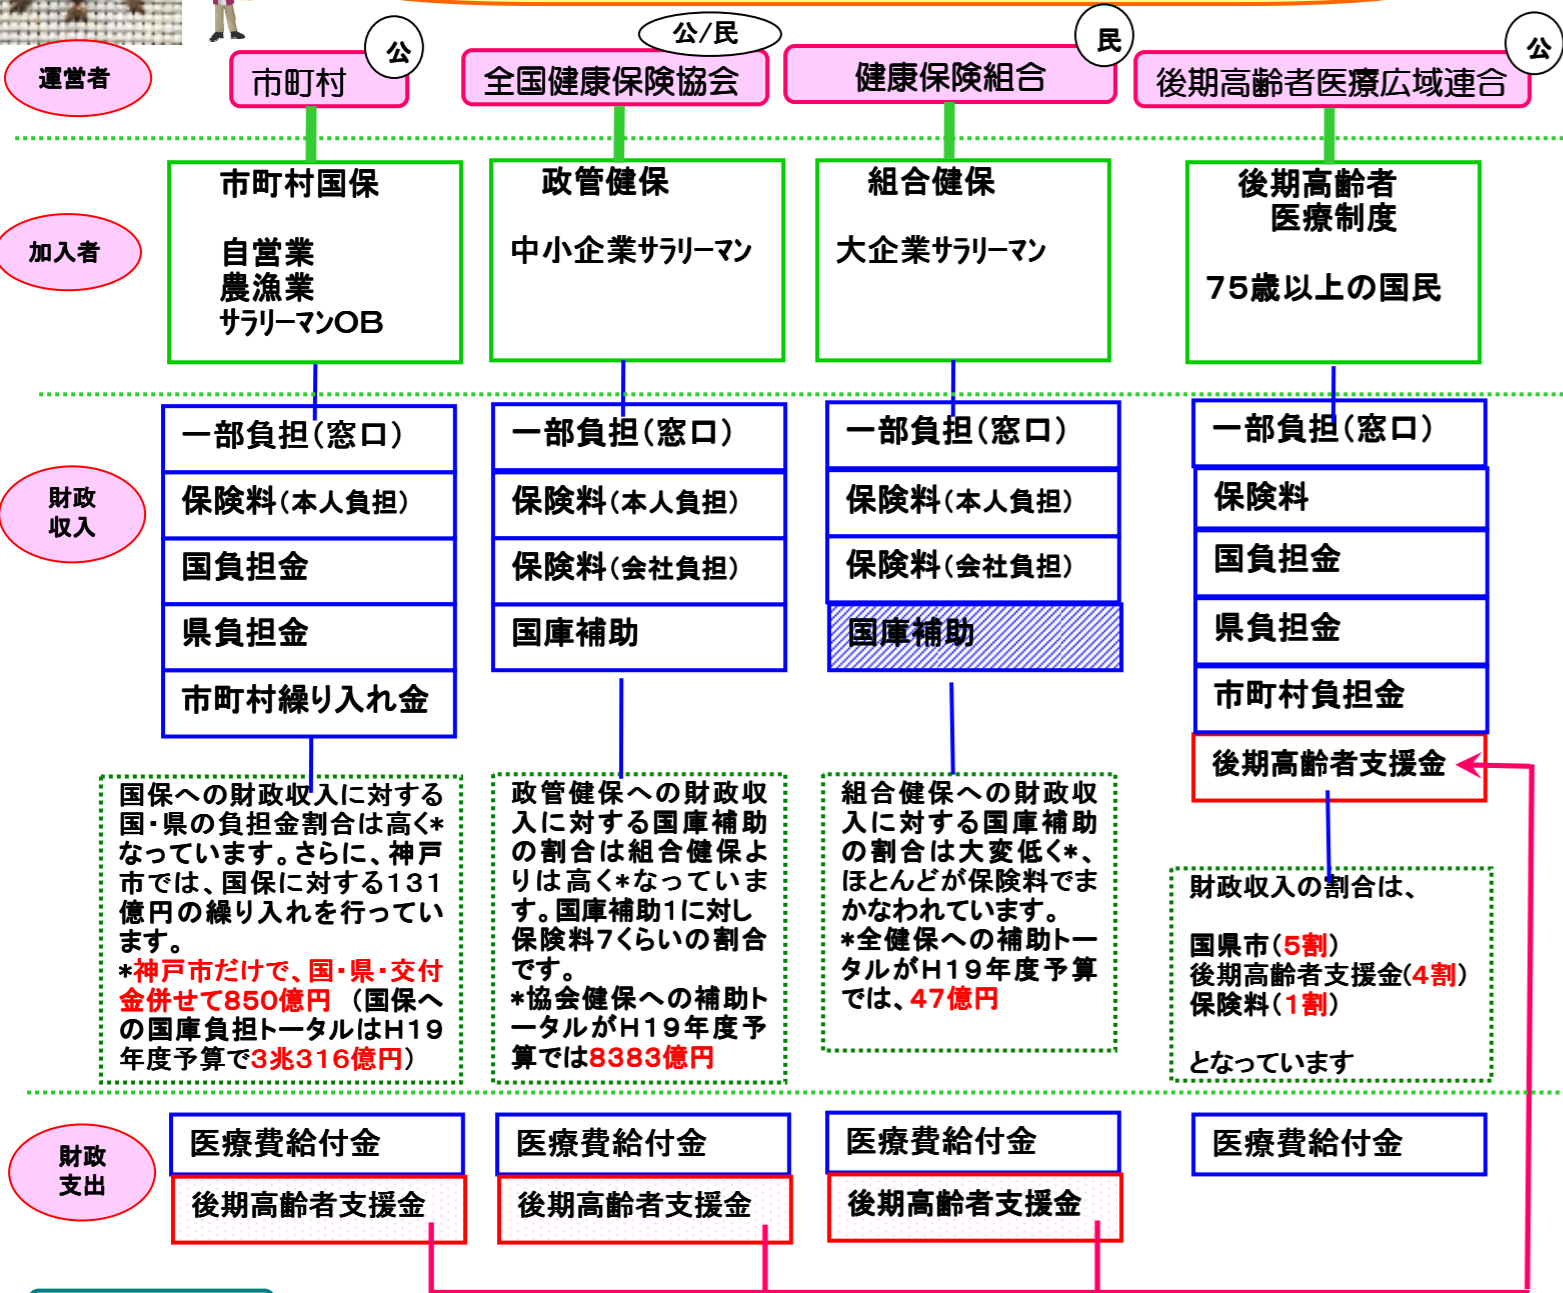 運営者
市町村
公
全国健康保険協会
公/民
健康保険組合
民
後期高齢者医療広域連合
公
加入者
市町村国保
自営業
農漁業
サラリーマンOB
政管健保
中小企業サラリーマン
組合健保
大企業サラリーマン
後期高齢者
医療制度
75歳以上の国民
財政
収入
一部負担(窓口)
保険料(本人負担)
国負担金
県負担金
市町村繰り入れ金
一部負担(窓口)
保険料(本人負担)
保険料(会社負担)
国庫補助
一部負担(窓口)
保険料(本人負担)
保険料(会社負担)
国庫補助
一部負担(窓口)
保険料
国負担金
県負担金
市町村負担金
後期高齢者支援金
国保への財政収入に対する
国・県の負担金割合は高く*
なっています。さらに、神戸
市では、国保に対する131
億円の繰り入れを行ってい
ます。
*神戸市だけで、国・県・交付
金併せて850億円 (国保へ
の国庫負担トータルはH19
年度予算で3兆316億円)
政管健保への財政収
入に対する国庫補助
の割合は組合健保よ
りは高く*なっていま
す。国庫補助1に対し
保険料7くらいの割合
です。
*協会健保への補助ト
ータルがH19年度予
算では8383億円
組合健保への財政収
入に対する国庫補助
の割合は大変低く*、
ほとんどが保険料でま
かなわれています。
*全健保への補助トー
タルがH19年度予算
では、47億円
財政収入の割合は、
国県市(5割)
後期高齢者支援金(4割)
保険料(1割)
となっています
財政
支出
医療費給付金
後期高齢者支援金
医療費給付金
後期高齢者支援金
医療費給付金
後期高齢者支援金
医療費給付金